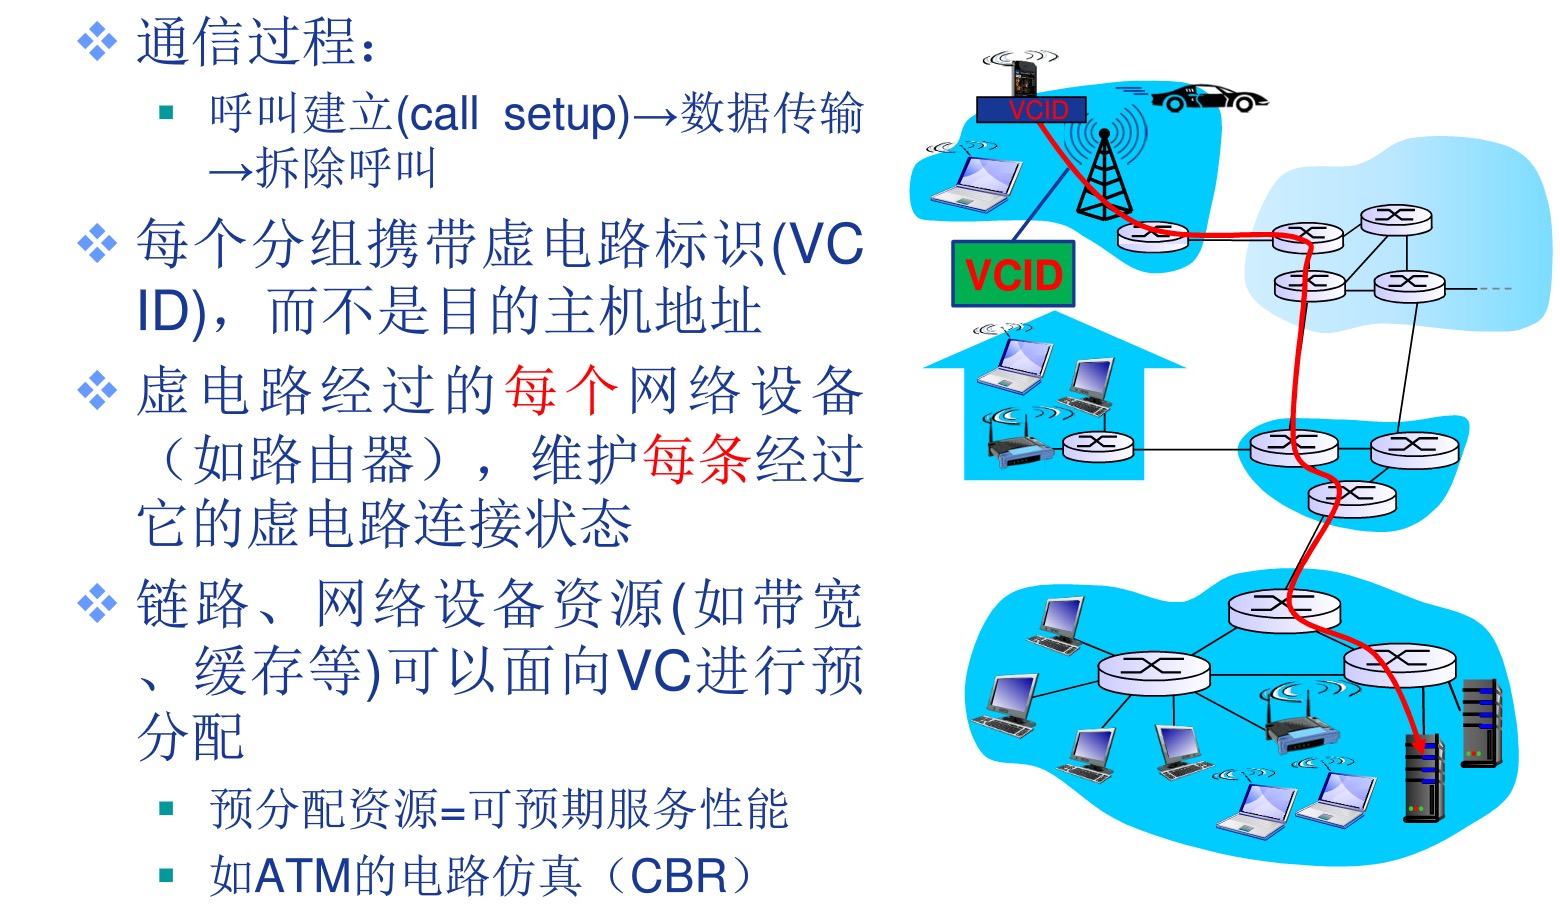 通信过程：
呼叫建立(call setup)→数据传输
→拆除呼叫
每个分组携带虚电路标识(VC
ID)，而不是目的主机地址
虚电路经过的每个网络设备
（如路由器），维护每条经过
它的虚电路连接状态
链路、网络设备资源(如带宽
、缓存等)可以面向VC进行预
分配
预分配资源=可预期服务性能
如ATM的电路仿真（CBR）
VCID
VCID